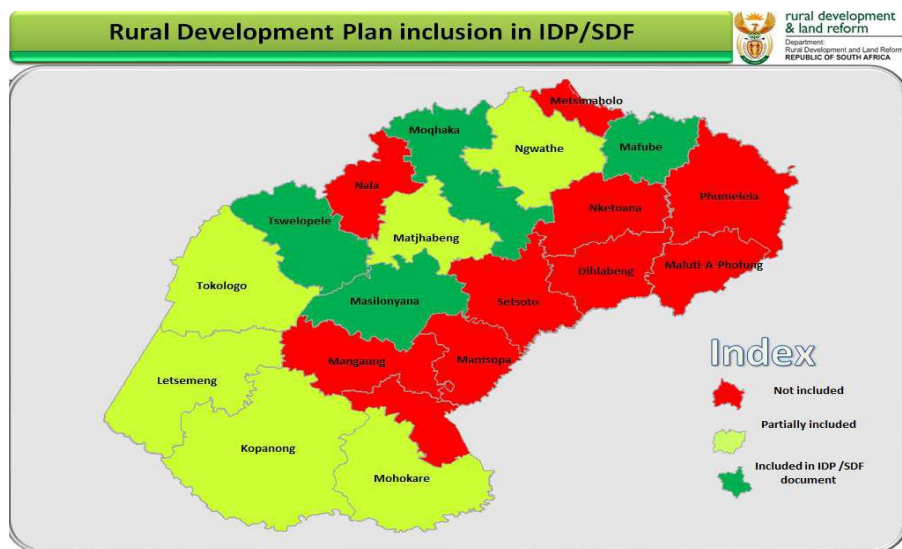 Rural Development Plan inclusion in IDP/SDF
rural development
& land reform
Department:
Rural Development and Land Reform
REPUBLIC OF SOUTH AFRICA
Metsimaholo
Moqhaka
Ngwathe
Mafube
Nala
Phumelela
Nketoana
Tswelopele
Matjhabeng
Dihlabeng
Maluti-A-Phofung
Tokologo
Masilonyana
Setsoto
Mangaung
Mantsopa
Letsemeng
Kopanong
Mohokare
Index
Not included
Partially included
Included in IDP /SDF
document